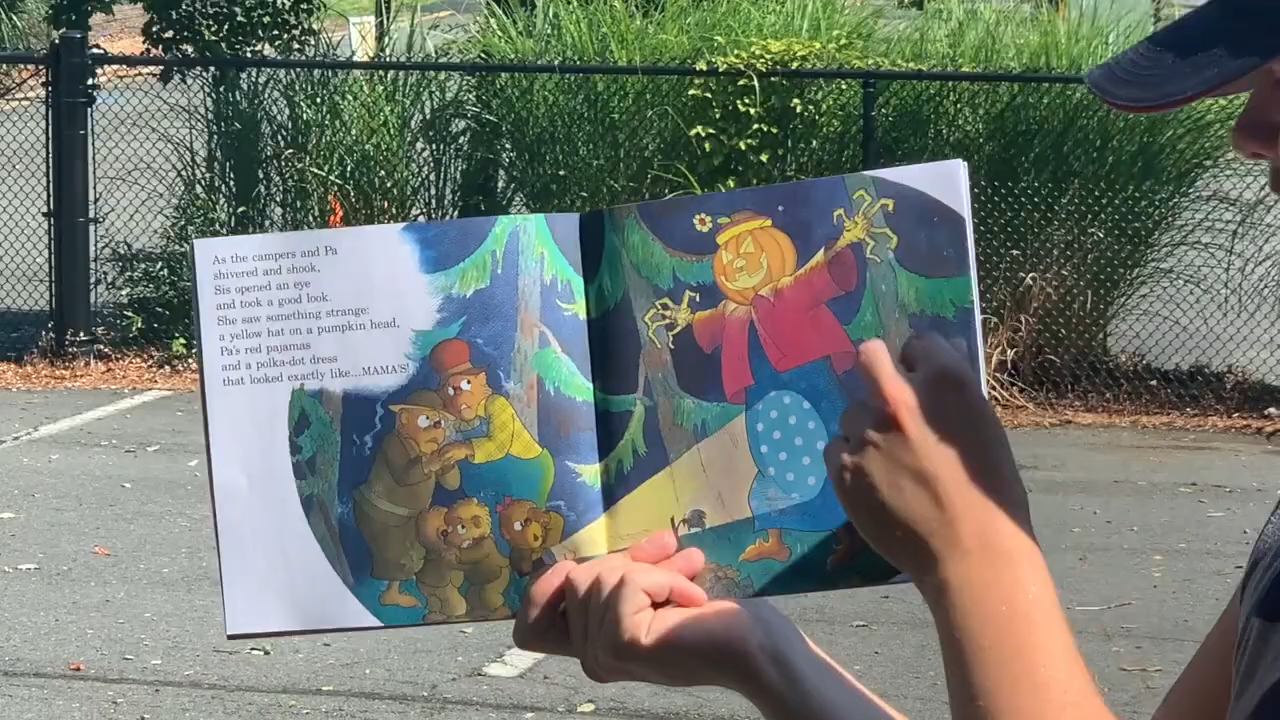 As the campers and Pa
shivered and shook,
Sis opened an eye
and took a good look.
She saw something strange:
a yellow hat on a pumpkin head,
Pa's red pajamas
and a polka-dot dress
that looked exactly like...MAMA'S!